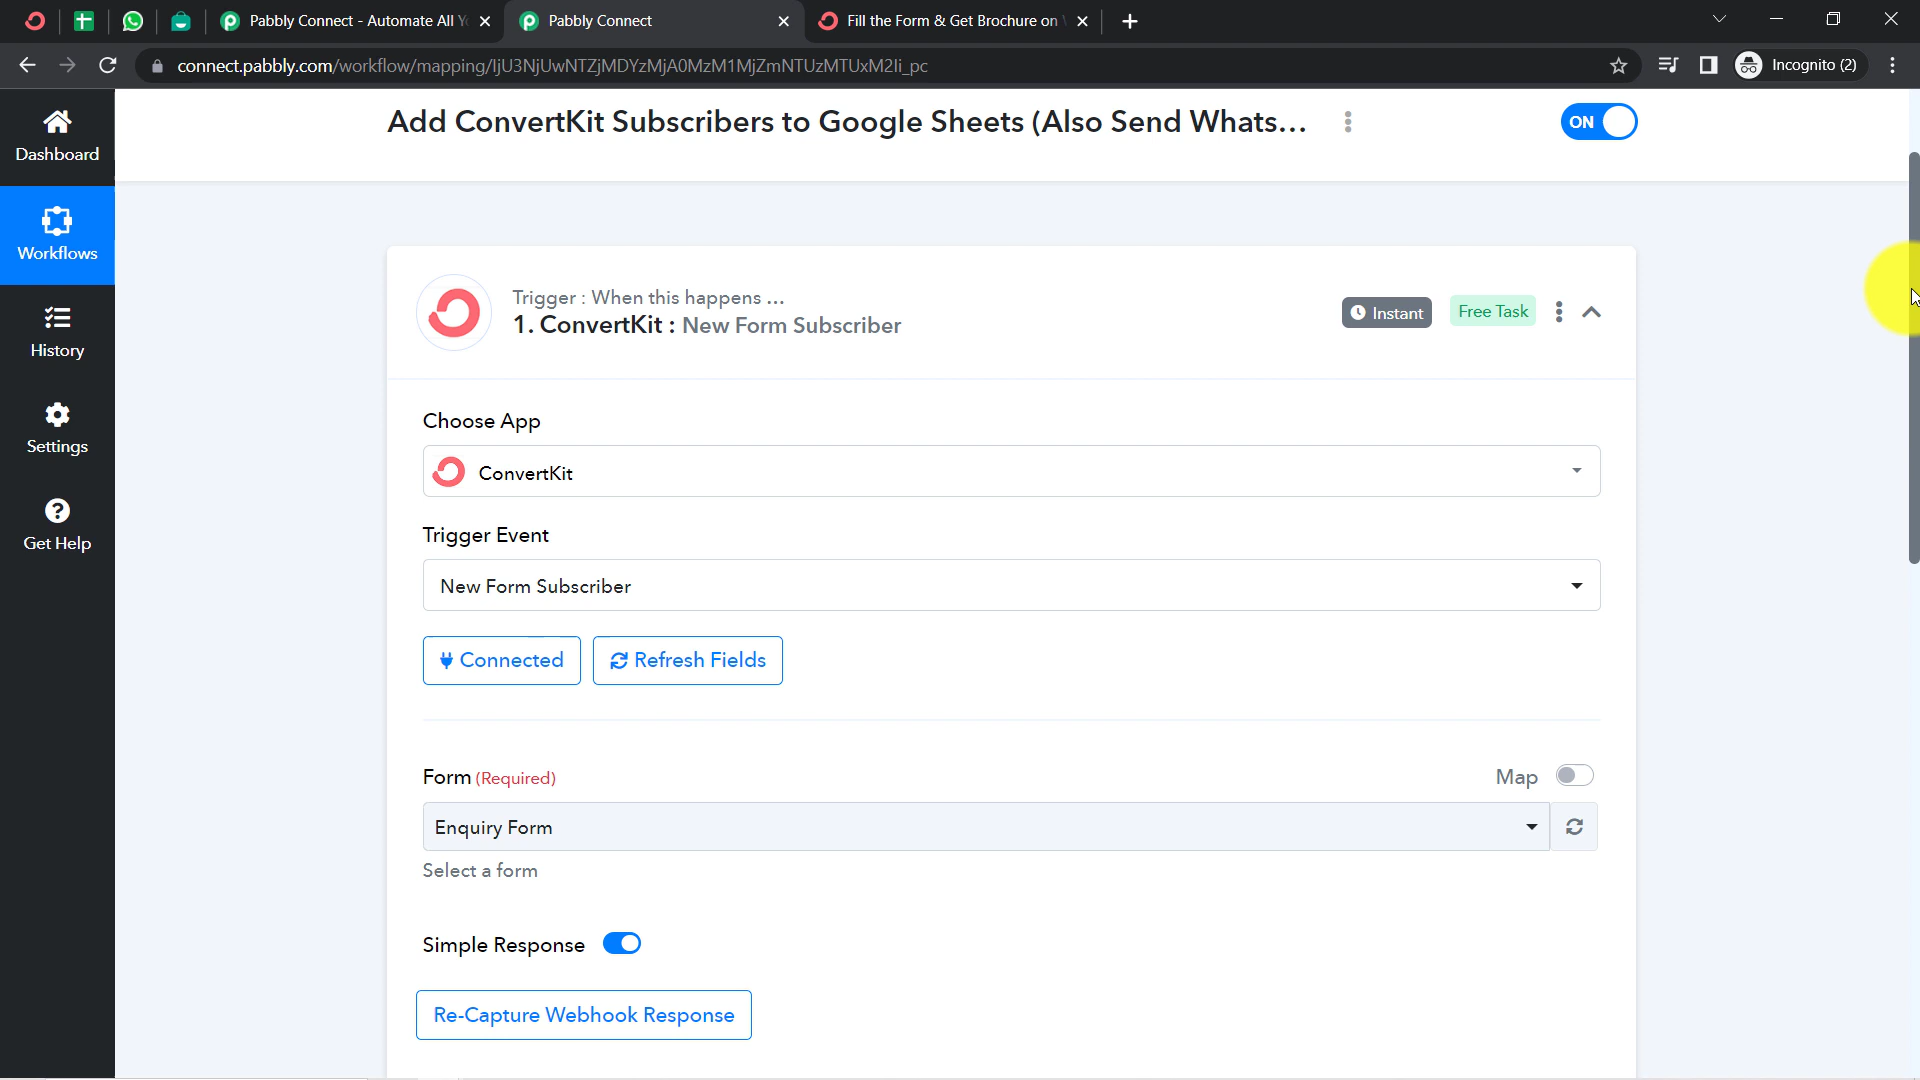 Pabbly Connect - Automate All Y
Pabbly Connect
Fill the Form & Get Brochure on
connect.pabbly.com/workflow/mapping/IjU3NjUwNTZjMDYzMjA0MzM1MjZmNTUzMTUxM2Ii_pc
Incognito (2)
Dashboard
Workflows
History
Settings
Get Help
Add ConvertKit Subscribers to Google Sheets (Also Send Whats...
ON
Trigger : When this happens ...
1. ConvertKit : New Form Subscriber
Instant
Free Task
Choose App
ConvertKit
Trigger Event
New Form Subscriber
Connected
Refresh Fields
Form (Required)
Map
Enquiry Form
Select a form
Simple Response
Re-Capture Webhook Response